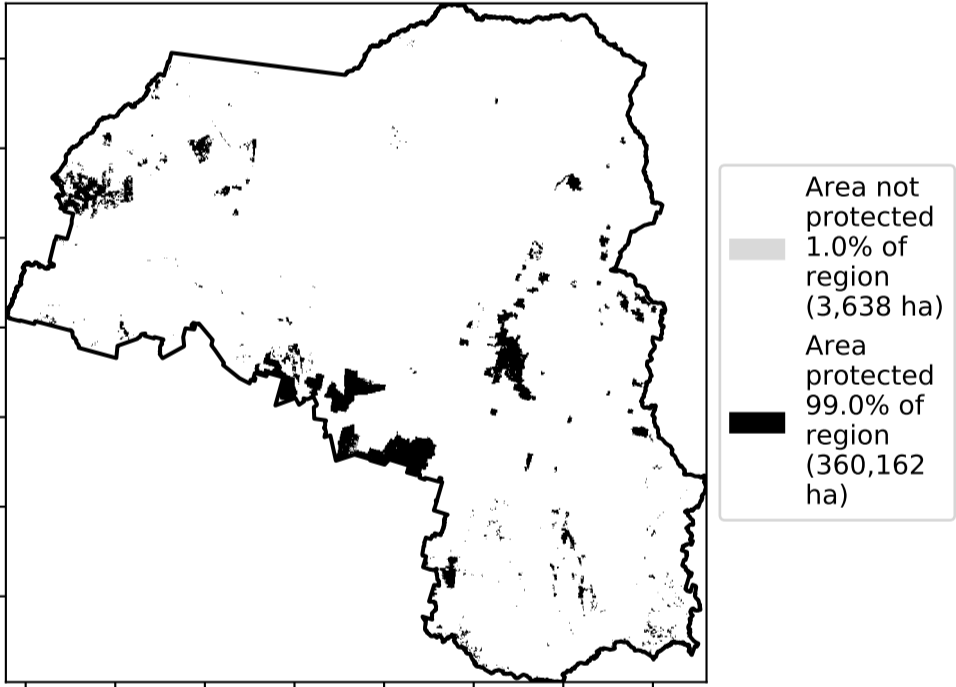 Area not
protected
1.0% of
region
(3,638 ha)
Area
protected
99.0% of
region
(360,162
ha)